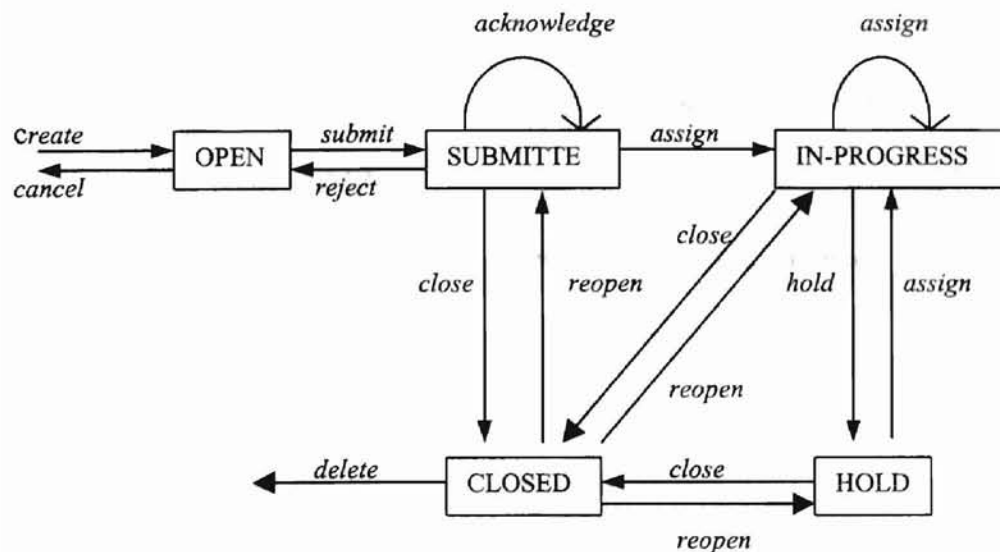 acknowledge
assign
create
submit
assign
OPEN
SUBMITTE
IN-PROGRESS
cancel
reject
close
close
reopen
hold
assign
reopen
delete
CLOSED
close
HOLD
reopen